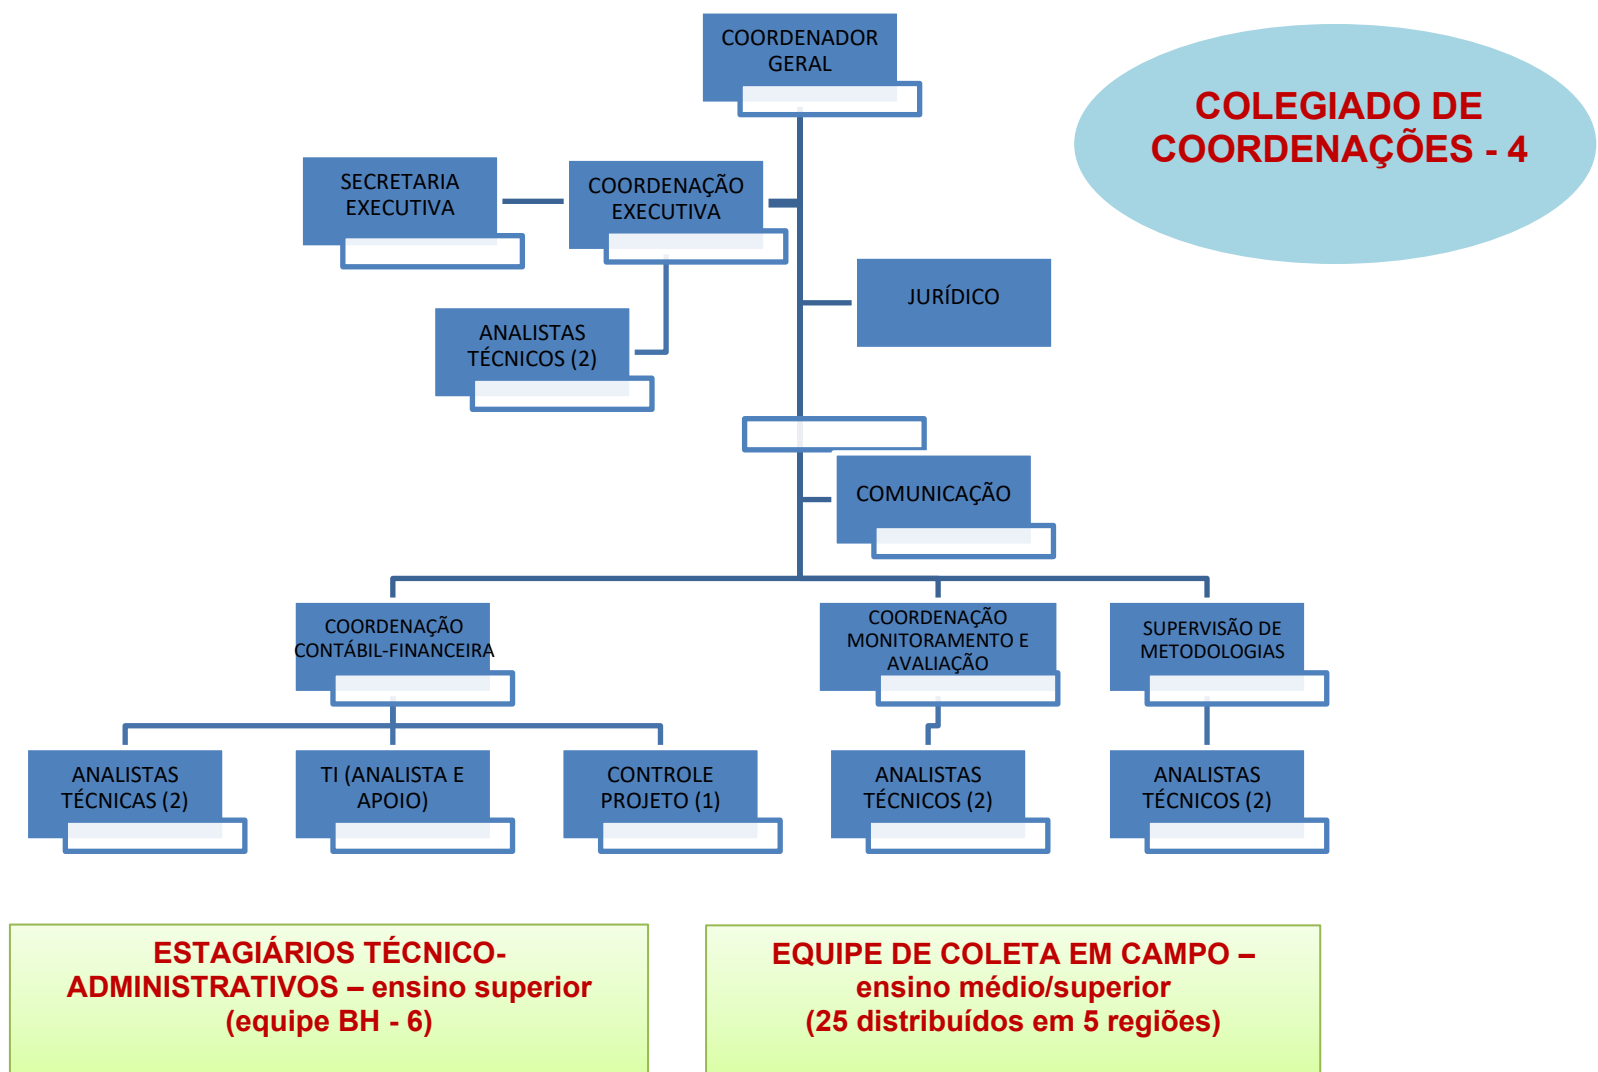 COORDENADOR
GERAL
COLEGIADO DE
COORDENAÇÕES - 4
SECRETARIA
EXECUTIVA
COORDENAÇÃO
EXECUTIVA
JURÍDICO
ANALISTAS
TÉCNICOS (2)
COMUNICAÇÃO
COORDENAÇÃO
CONTÁBIL-FINANCEIRA
COORDENAÇÃO
MONITORAMENTO E
AVALIAÇÃO
SUPERVISÃO DE
METODOLOGIAS
ANALISTAS
TÉCNICAS (2)
TI (ANALISTA E
APOIO)
CONTROLE
PROJETO (1)
ANALISTAS
TÉCNICOS (2)
ANALISTAS
TÉCNICOS (2)
ESTAGIÁRIOS TÉCNICO-
ADMINISTRATIVOS – ensino superior
(equipe BH - 6)
EQUIPE DE COLETA EM CAMPO –
ensino médio/superior
(25 distribuídos em 5 regiões)